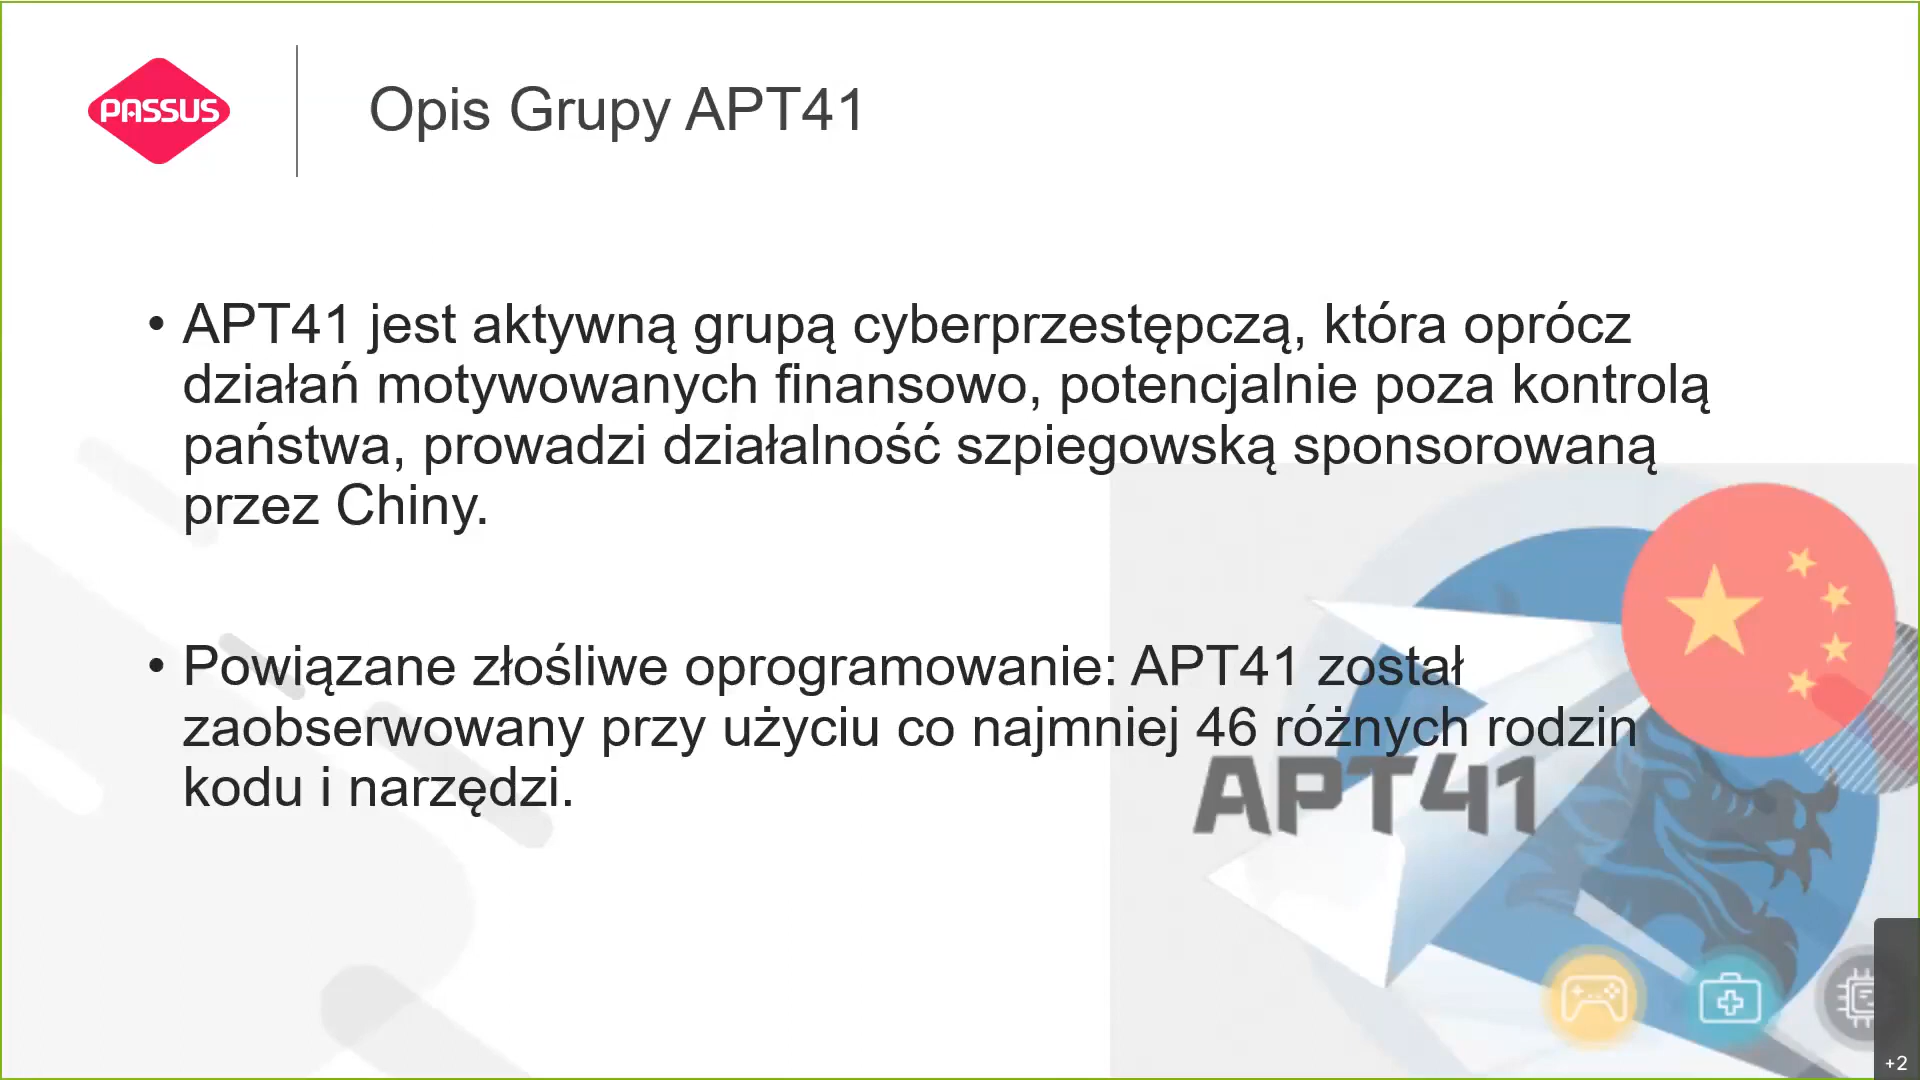 PASSUS
Opis Grupy APT41
• APT41 jest aktywną grupą cyberprzestępczą, która oprócz
działań motywowanych finansowo, potencjalnie poza kontrolą
państwa, prowadzi działalność szpiegowską sponsorowaną
przez Chiny.
• Powiązane złośliwe oprogramowanie: APT41 został
zaobserwowany przy użyciu co najmniej 46 różnych rodzin
kodu i narzędzi.
APT41
+2